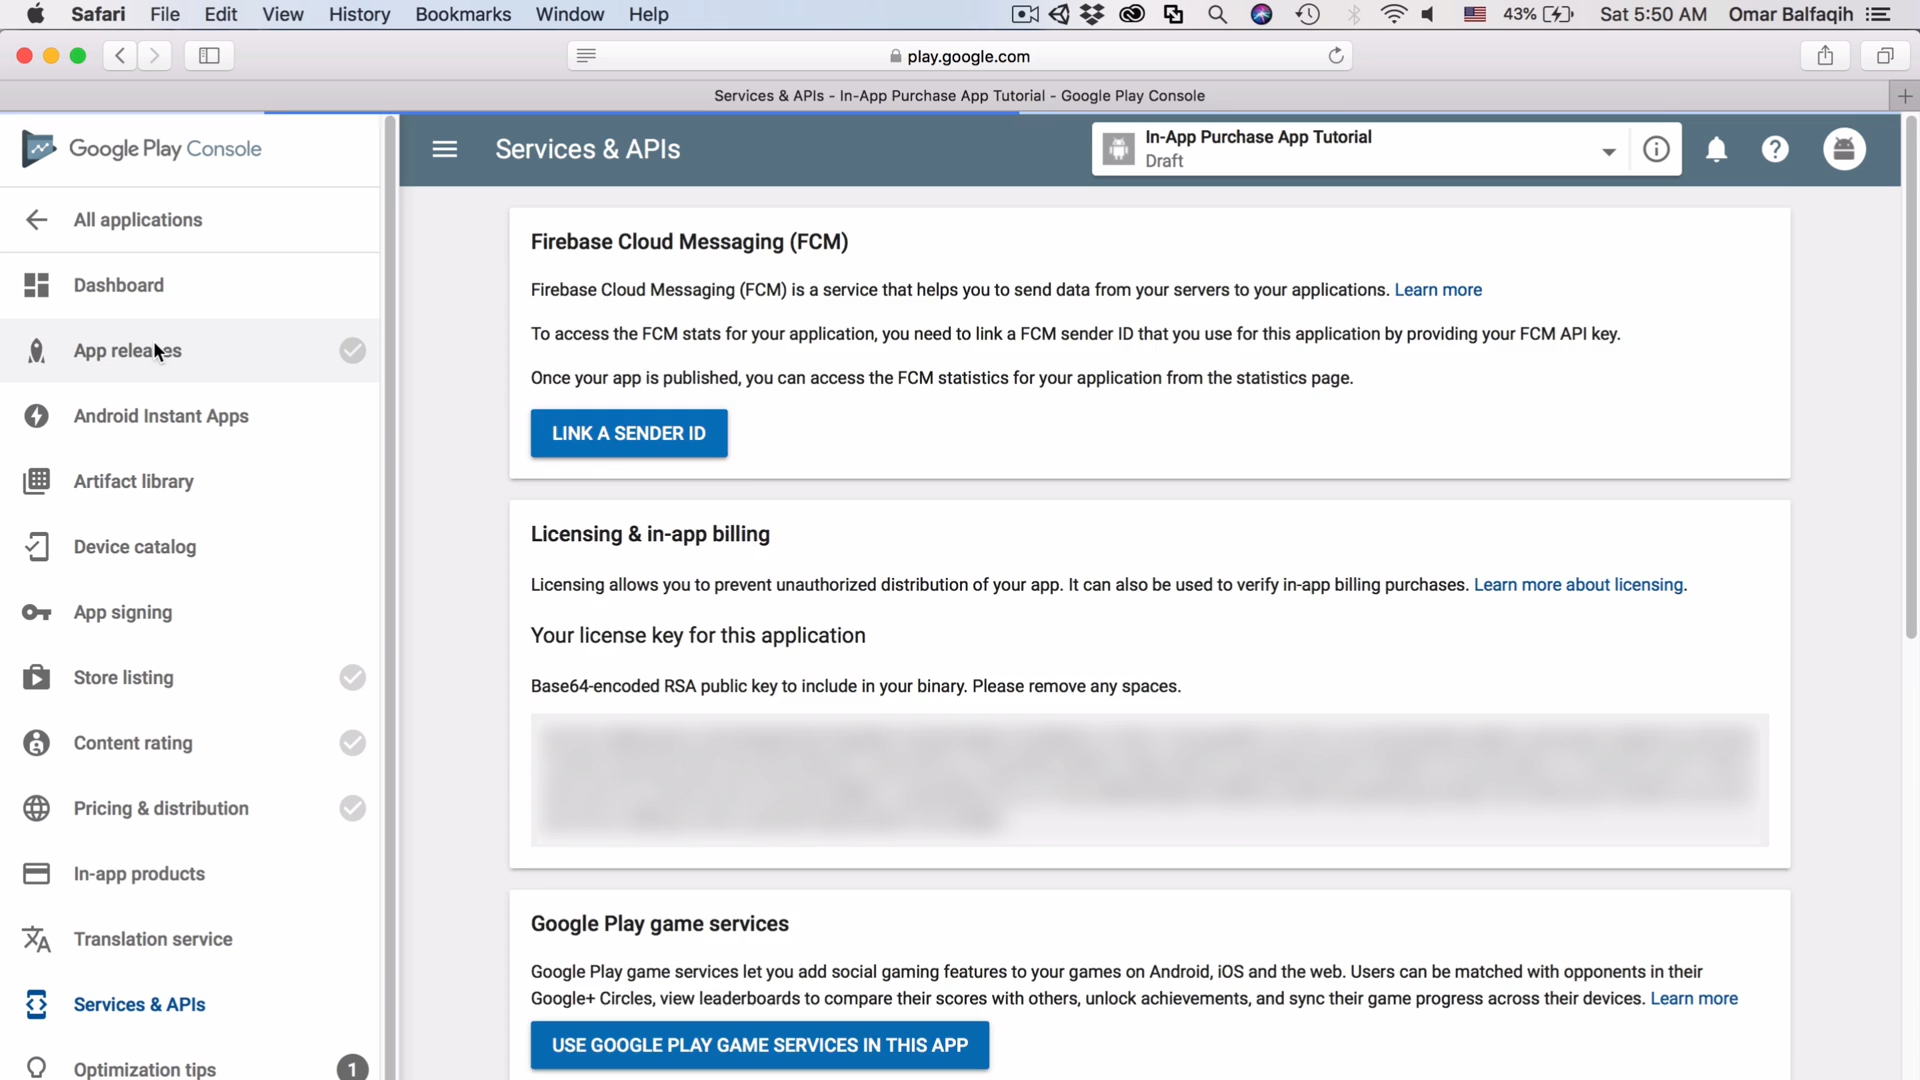 Safari File Edit View History Bookmarks Window Help 43% Sat 5:50 AM Omar Balfaqih
play.google.com
Services & APIs - In-App Purchase App Tutorial - Google Play Console
Google Play Console
Services & APIs
In-App Purchase App Tutorial
Draft
All applications
Dashboard
App releases
Android Instant Apps
Artifact library
Device catalog
App signing
Store listing
Content rating
Pricing & distribution
In-app products
Translation service
Services & APIs
Optimization tips 1
Firebase Cloud Messaging (FCM)
Firebase Cloud Messaging (FCM) is a service that helps you to send data from your servers to your applications. Learn more
To access the FCM stats for your application, you need to link a FCM sender ID that you use for this application by providing your FCM API key.
Once your app is published, you can access the FCM statistics for your application from the statistics page.
LINK A SENDER ID
Licensing & in-app billing
Licensing allows you to prevent unauthorized distribution of your app. It can also be used to verify in-app billing purchases. Learn more about licensing.
Your license key for this application
Base64-encoded RSA public key to include in your binary. Please remove any spaces.
Google Play game services
Google Play game services let you add social gaming features to your games on Android, iOS and the web. Users can be matched with opponents in their
Google+ Circles, view leaderboards to compare their scores with others, unlock achievements, and sync their game progress across their devices. Learn more
USE GOOGLE PLAY GAME SERVICES IN THIS APP